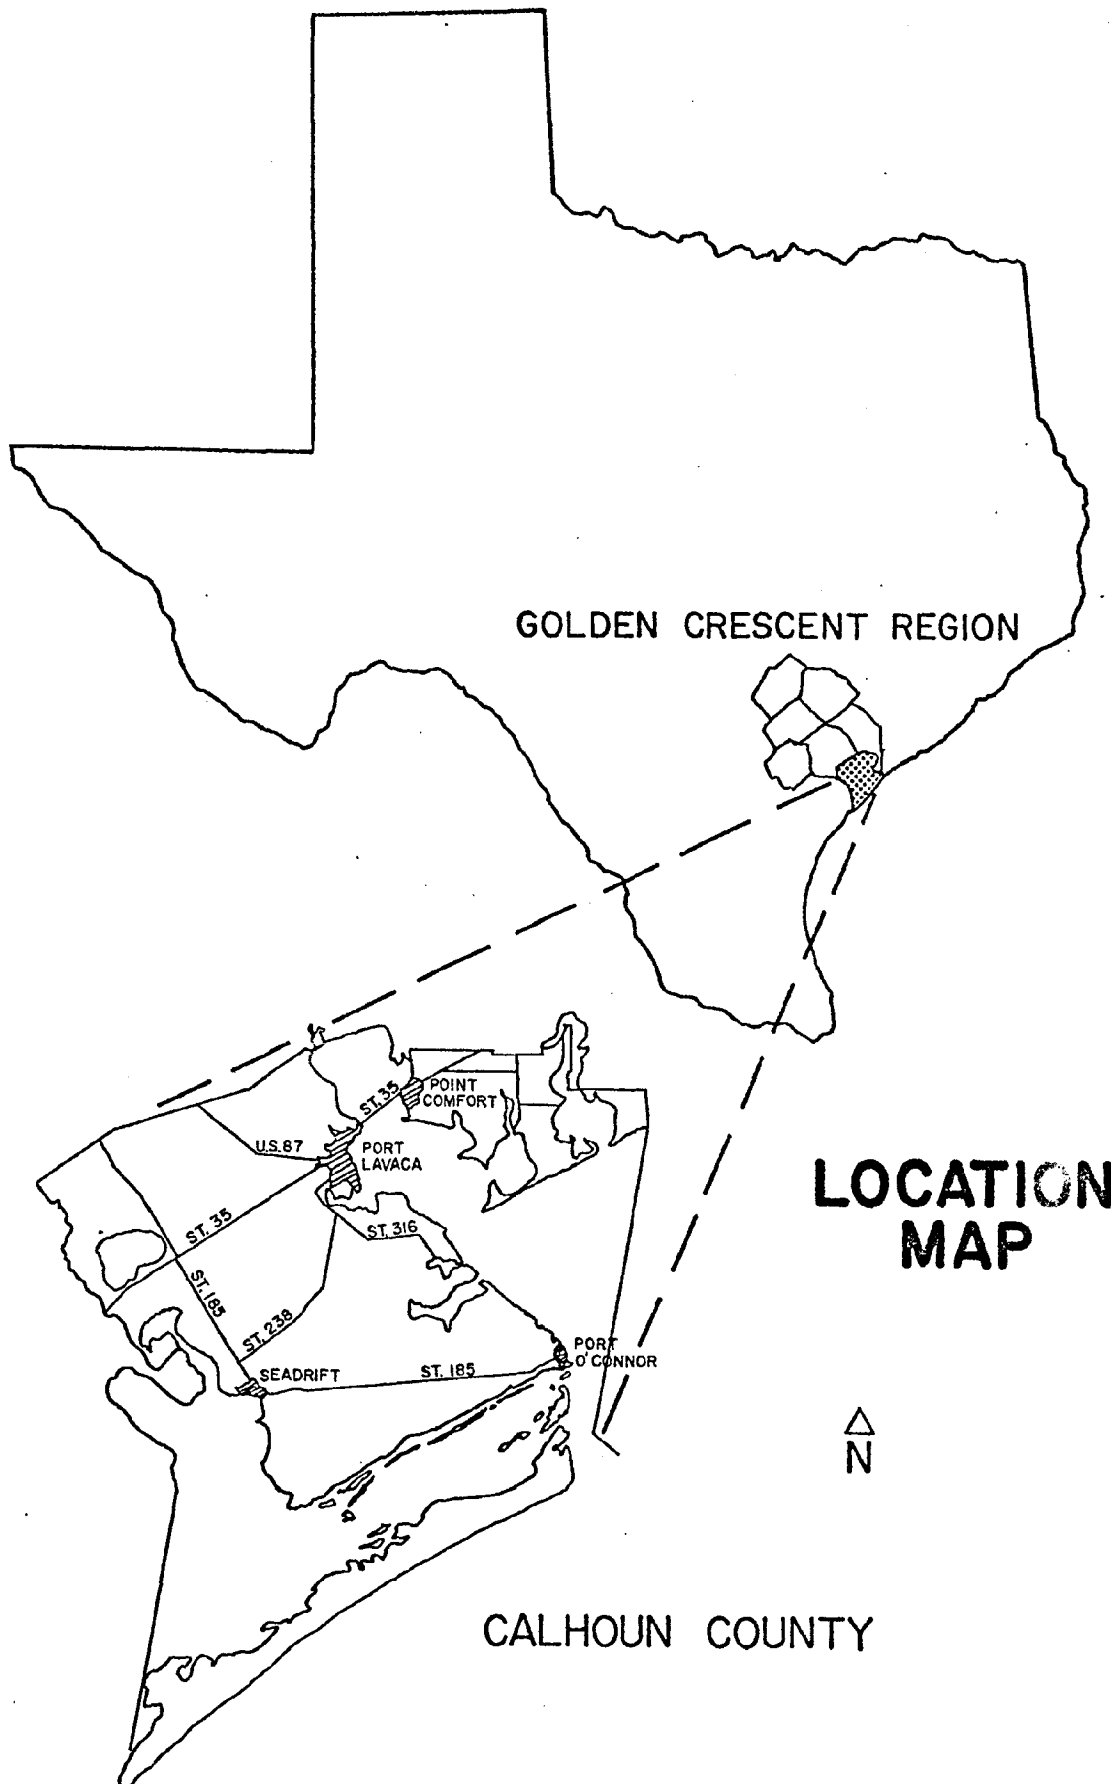 GOLDEN CRESCENT REGION
POINT
COMFORT
ST. 35
U.S. 87
PORT
LAVACA
LOCATION
MAP
ST. 35
ST. 316
ST. 185
ST. 238
PORT
O'CONNOR
SEADRIFT
ST. 185
N
CALHOUN COUNTY